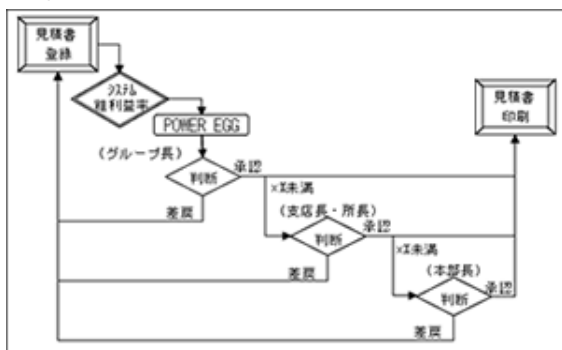 見積書
登録
ｼｽﾃﾑ
粗利益率
POWER EGG
(グループ長)
判断
承認
差戻
x%未満
(支店長・所長)
判断
承認
差戻
x%未満
(本部長)
判断
承認
差戻
見積書
印刷